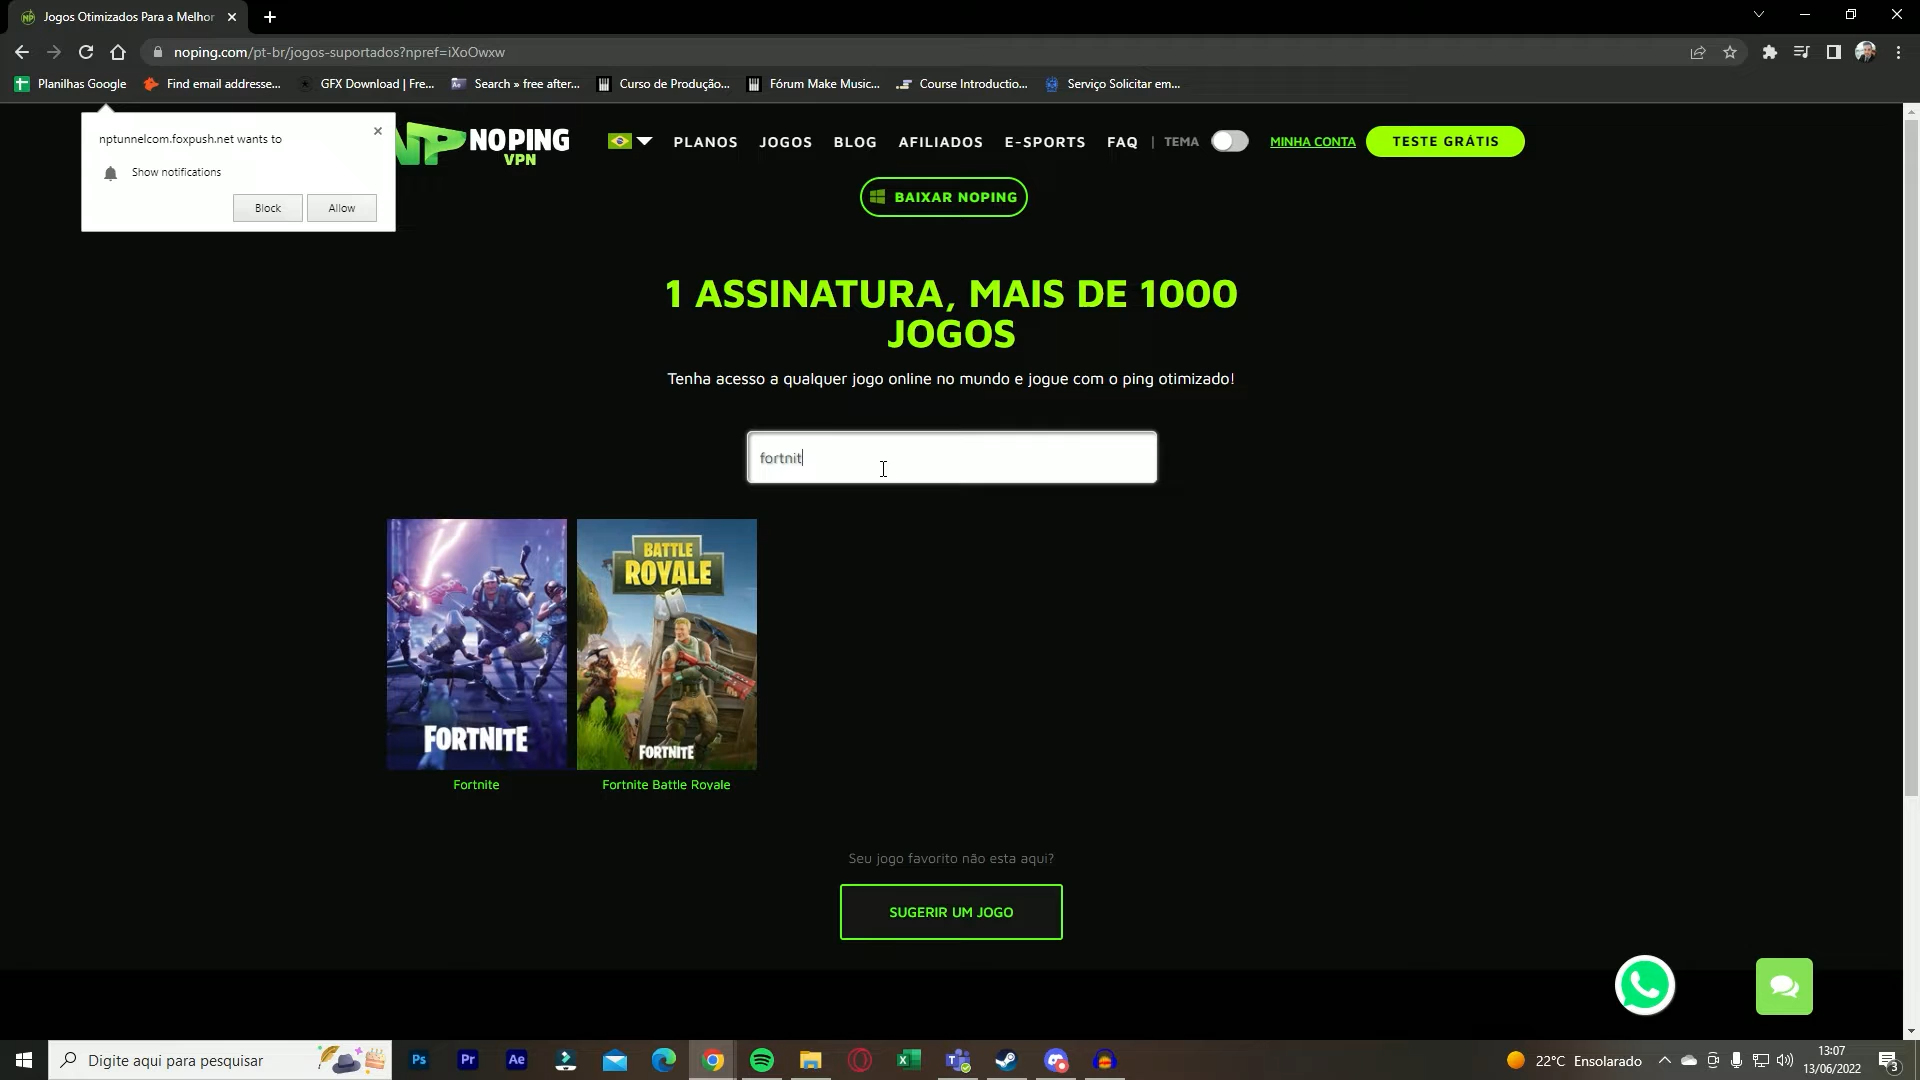 Jogos Otimizados Para a Melhor
noping.com/pt-br/jogos-suportados?npref=iXoOwxw
Planilhas Google
Find email addresse...
GFX Download | Fre...
Search » free after...
Curso de Produção...
Fórum Make Music...
Course Introductio...
Serviço Solicitar em...
nptunnelcom.foxpush.net wants to
Show notifications
Block
Allow
NP NOPING
VPN
PLANOS
JOGOS
BLOG
AFILIADOS
E-SPORTS
FAQ
|
TEMA
MINHA CONTA
TESTE GRÁTIS
BAIXAR NOPING
1 ASSINATURA, MAIS DE 1000
JOGOS
Tenha acesso a qualquer jogo online no mundo e jogue com o ping otimizado!
fortnit
FORTNITE
BATTLE
ROYALE
FORTNITE
Fortnite
Fortnite Battle Royale
Seu jogo favorito não esta aqui?
SUGERIR UM JOGO
Digite aqui para pesquisar
Ps
Pr
Ae
22°C Ensolarado
13:07
13/06/2022
3